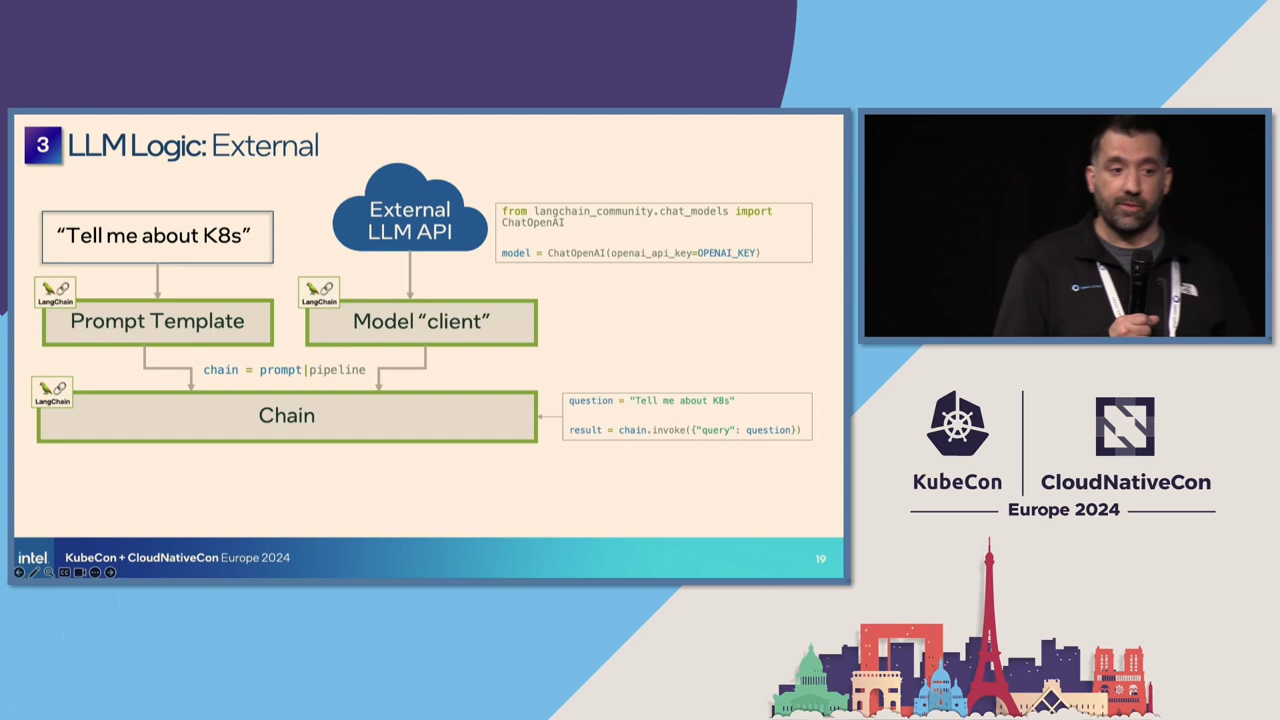 3 LLM Logic: External
"Tell me about K8s"
External
LLM API
from langchain_community.chat_models import
ChatOpenAI
model = ChatOpenAI(openai_api_key=OPENAI_KEY)
LangChain
Prompt Template
LangChain
Model "client"
chain = prompt|pipeline
LangChain
Chain
question = "Tell me about K8s"
result = chain.invoke({"query": question})
intel
KubeCon + CloudNativeCon Europe 2024
19
KubeCon
CloudNativeCon
Europe 2024